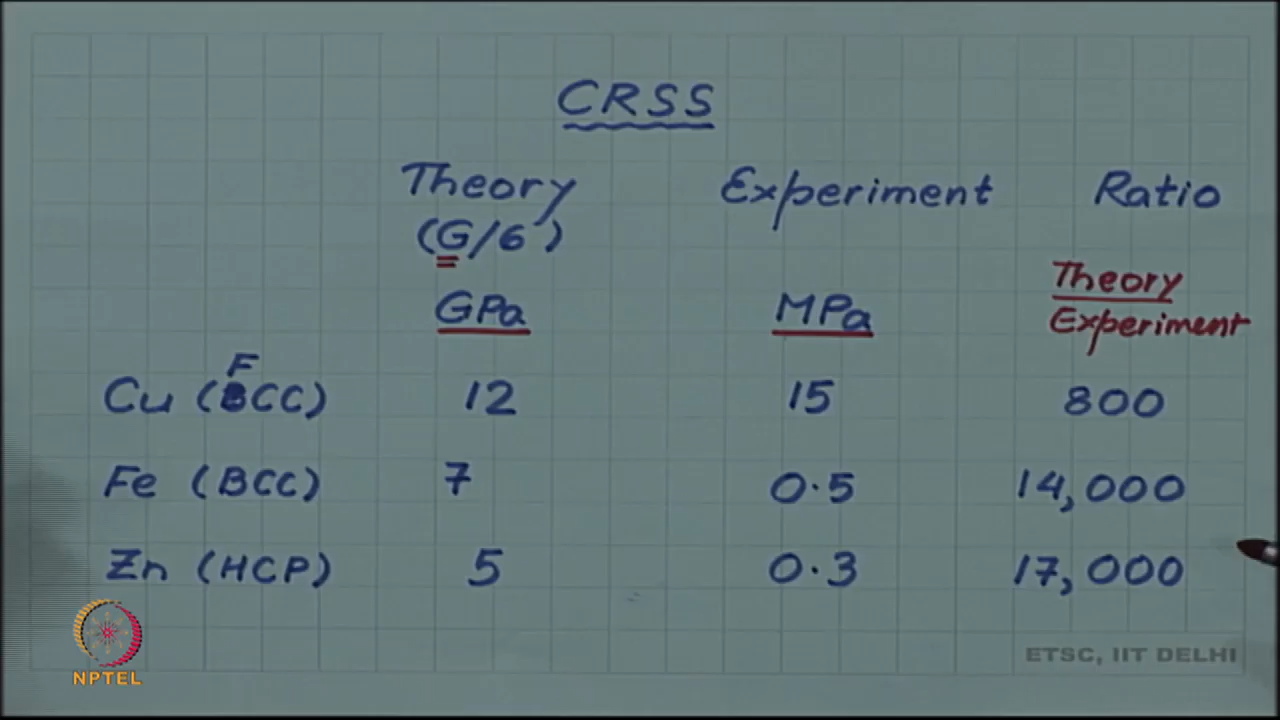 CRSS
Theory Experiment Ratio
(G/6) Theory
GPa MPa Experiment
F
Cu (BCC) 12 15 800
Fe (BCC) 7 0.5 14,000
Zn (HCP) 5 0.3 17,000
NPTEL
ETSC, IIT DELHI